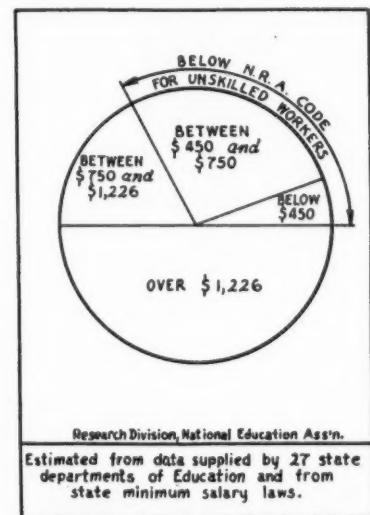 BELOW N.R.A. CODE
FOR UNSKILLED WORKERS
BETWEEN
$450 and
$750
BETWEEN
$750 and
$1,226
BELOW
$450
OVER $1,226
Research Division, National Education Ass'n.
Estimated from data supplied by 27 state
departments of Education and from
state minimum salary laws.